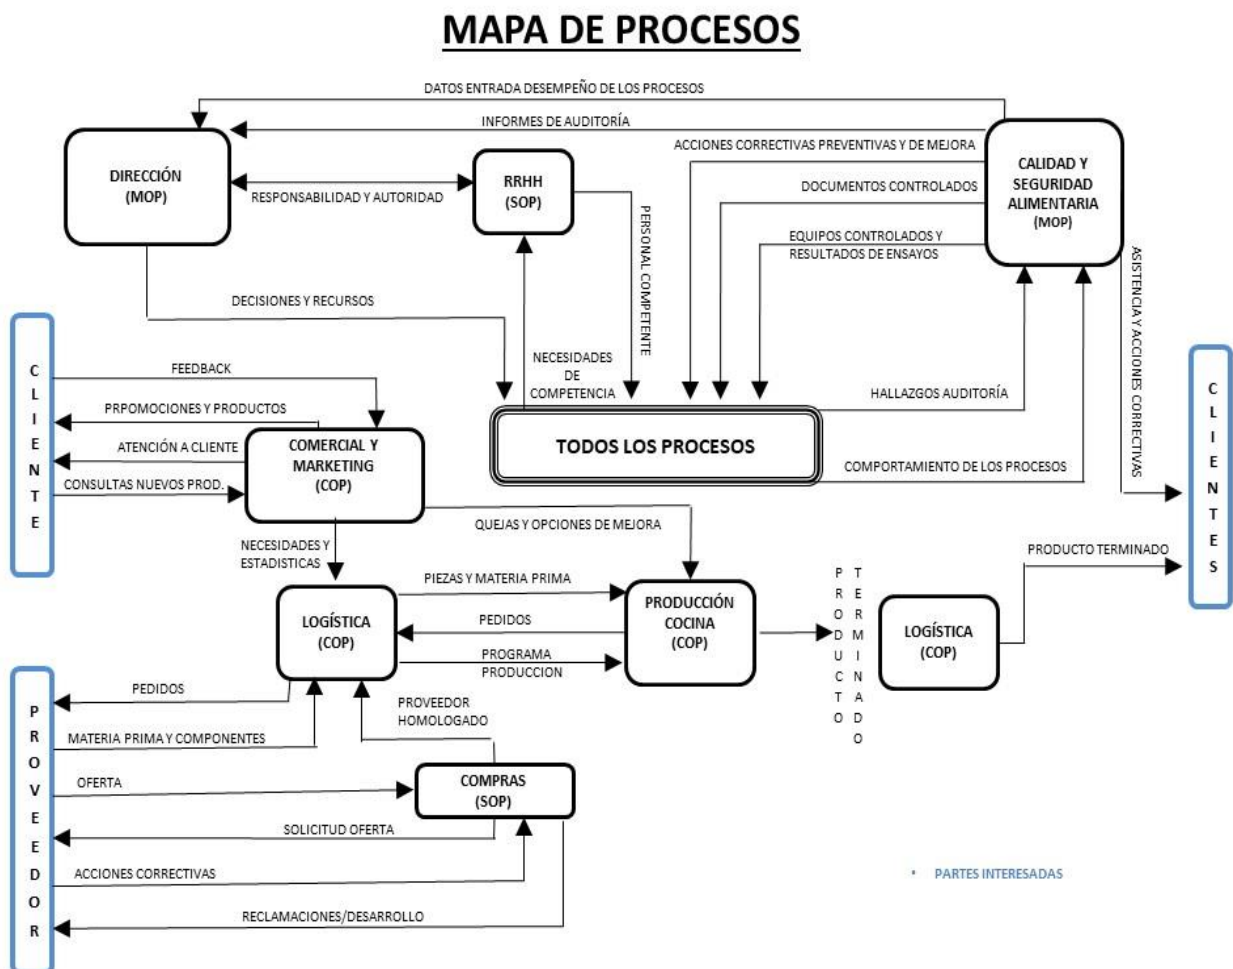 MAPA DE PROCESOS
DATOS ENTRADA DESEMPEÑO DE LOS PROCESOS
INFORMES DE AUDITORÍA
ACCIONES CORRECTIVAS PREVENTIVAS Y DE MEJORA
DIRECCIÓN
(MOP)
RESPONSABILIDAD Y AUTORIDAD
RRHH
(SOP)
DOCUMENTOS CONTROLADOS
CALIDAD Y
SEGURIDAD
ALIMENTARIA
(MOP)
EQUIPOS CONTROLADOS Y
RESULTADOS DE ENSAYOS
PERSONAL COMPETENTE
ASISTENCIA Y ACCIONES CORRECTIVAS
DECISIONES Y RECURSOS
NECESIDADES
DE
COMPETENCIA
CLIENTE
FEEDBACK
PRPOMOCIONES Y PRODUCTOS
ATENCIÓN A CLIENTE
CONSULTAS NUEVOS PROD.
COMERCIAL Y
MARKETING
(COP)
TODOS LOS PROCESOS
HALLAZGOS AUDITORÍA
COMPORTAMIENTO DE LOS PROCESOS
CLIENTES
QUEJAS Y OPCIONES DE MEJORA
NECESIDADES Y
ESTADISTICAS
PIEZAS Y MATERIA PRIMA
LOGÍSTICA
(COP)
PEDIDOS
PROGRAMA
PRODUCCION
PRODUCCIÓN
COCINA
(COP)
PRODUCTO
TERMINADO
LOGÍSTICA
(COP)
PRODUCTO TERMINADO
PROVEEDOR
PEDIDOS
MATERIA PRIMA Y COMPONENTES
PROVEEDOR
HOMOLOGADO
OFERTA
COMPRAS
(SOP)
SOLICITUD OFERTA
ACCIONES CORRECTIVAS
RECLAMACIONES/DESARROLLO
• PARTES INTERESADAS